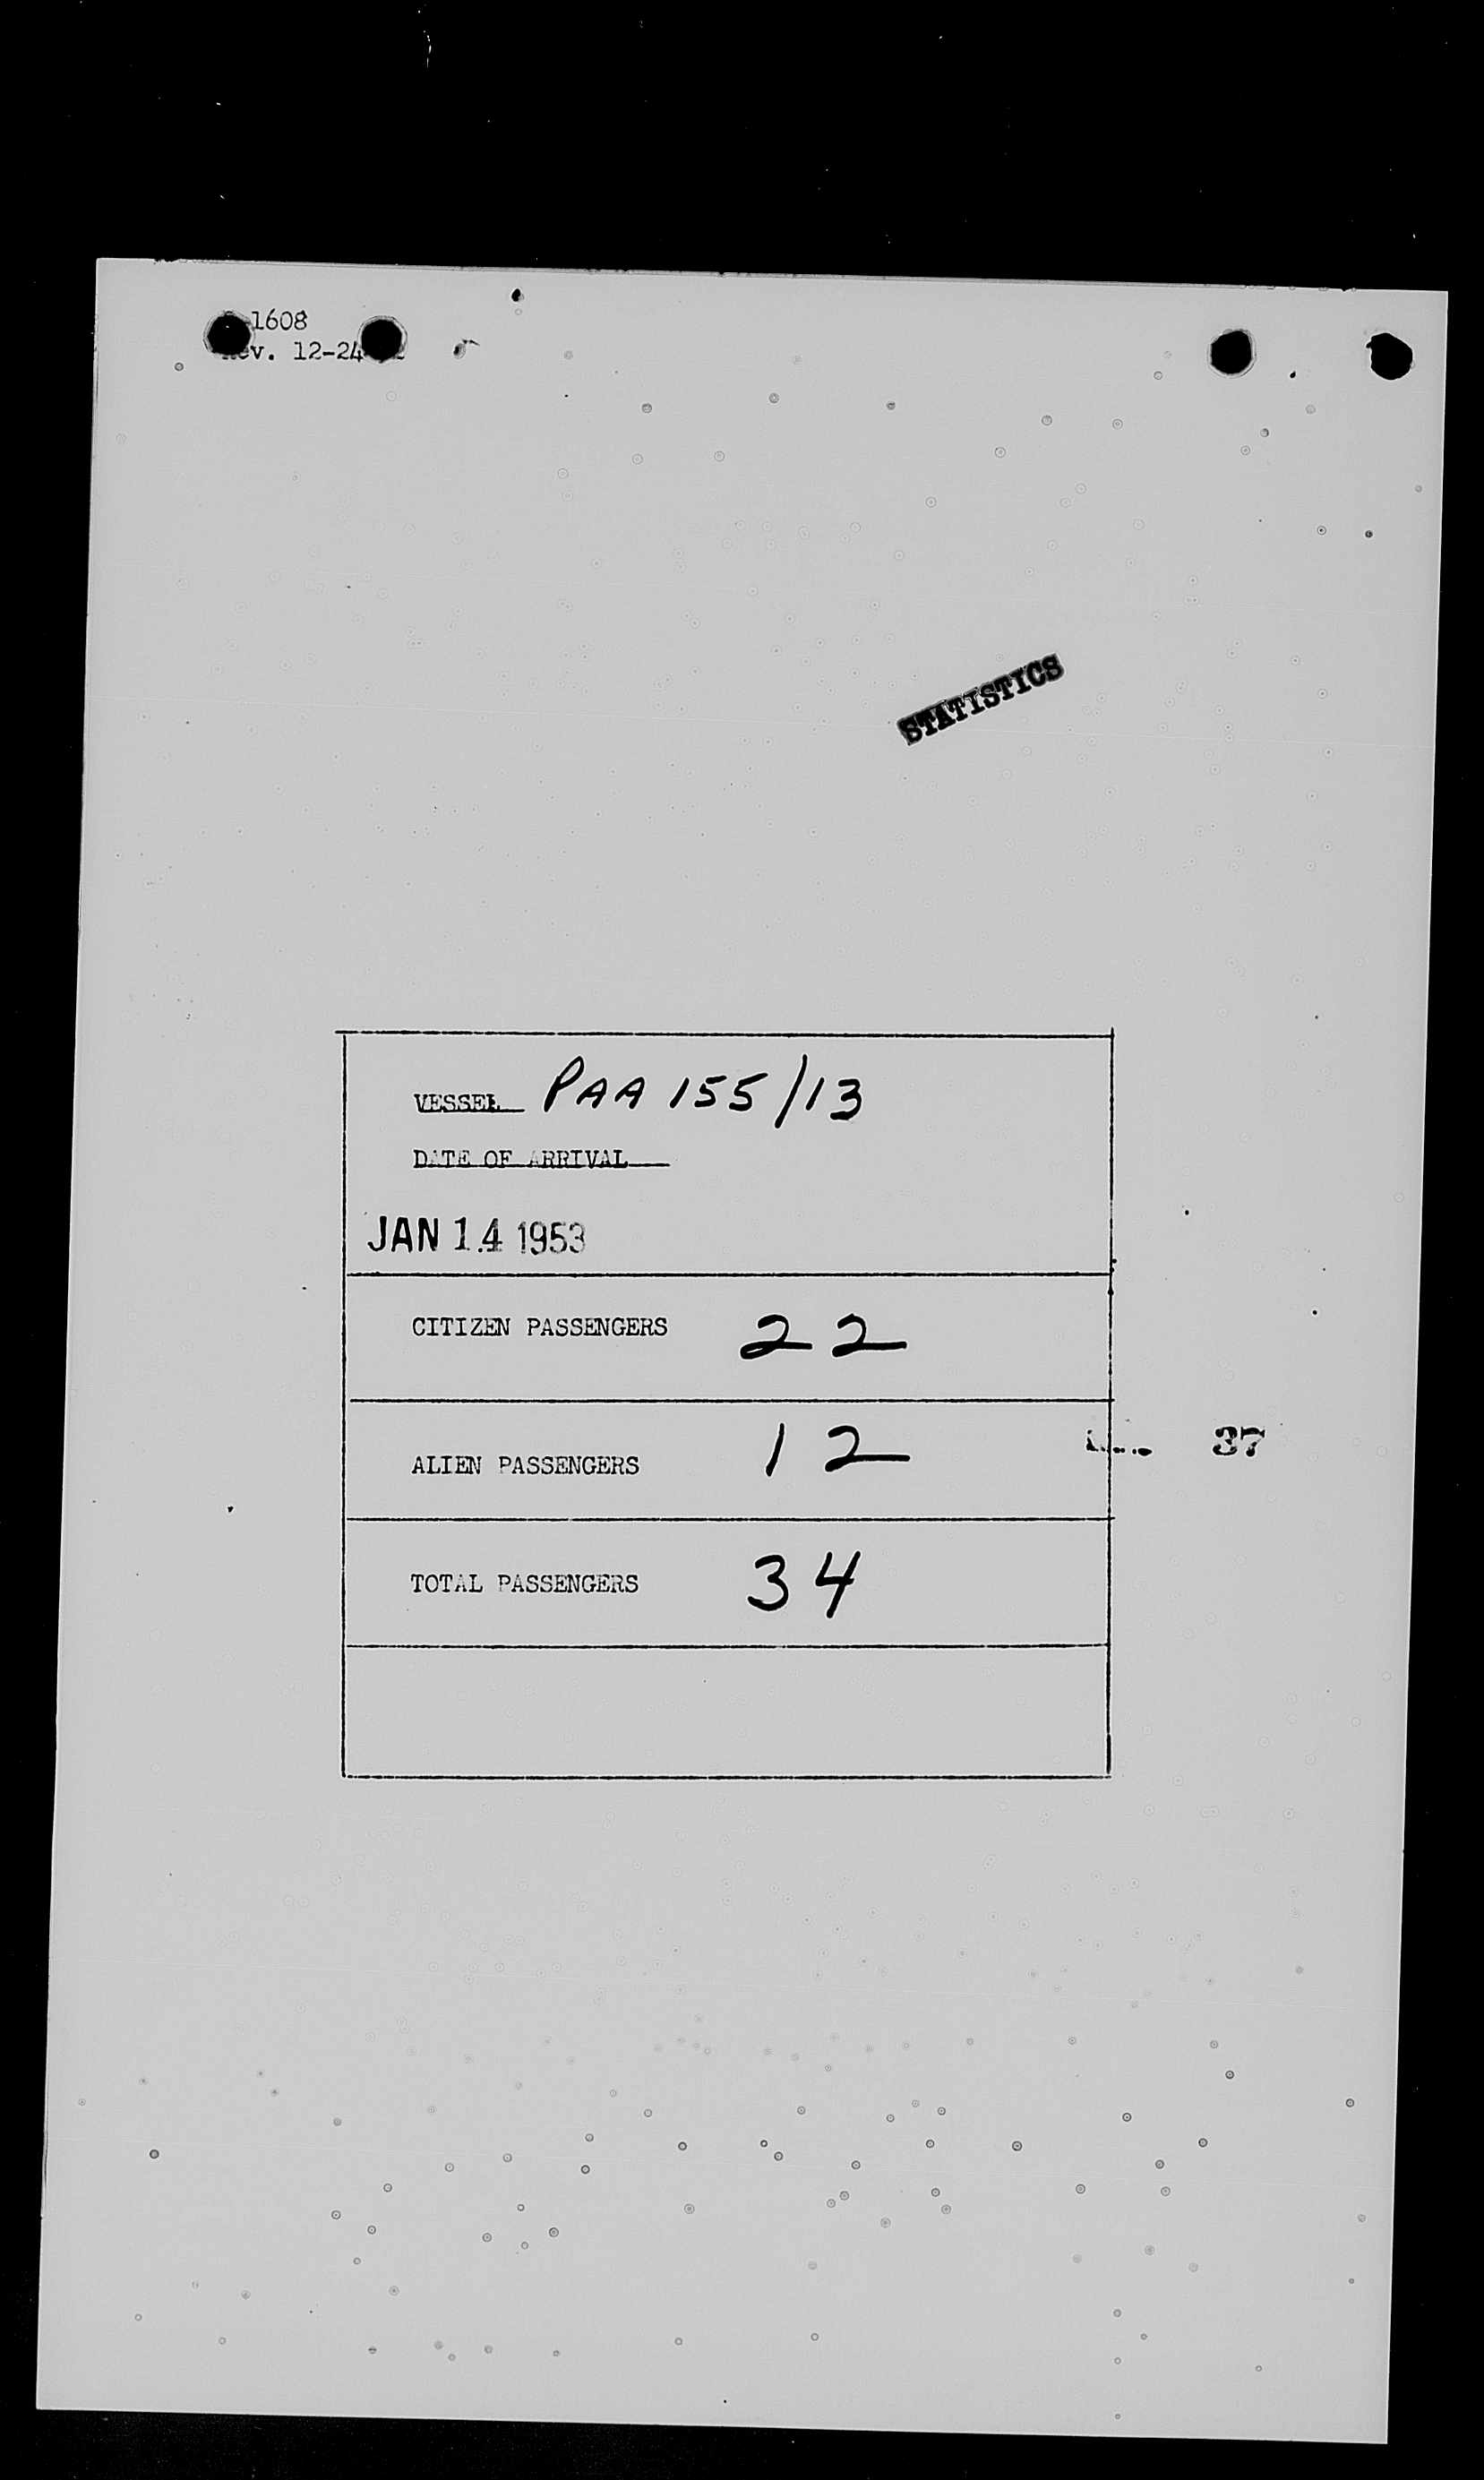 1608
v. 12-24
STATISTICS
VESSEL PAA 155/13
DATE OF ARRIVAL
JAN 14 1953
CITIZEN PASSENGERS 22
ALIEN PASSENGERS 12
37
TOTAL PASSENGERS 34